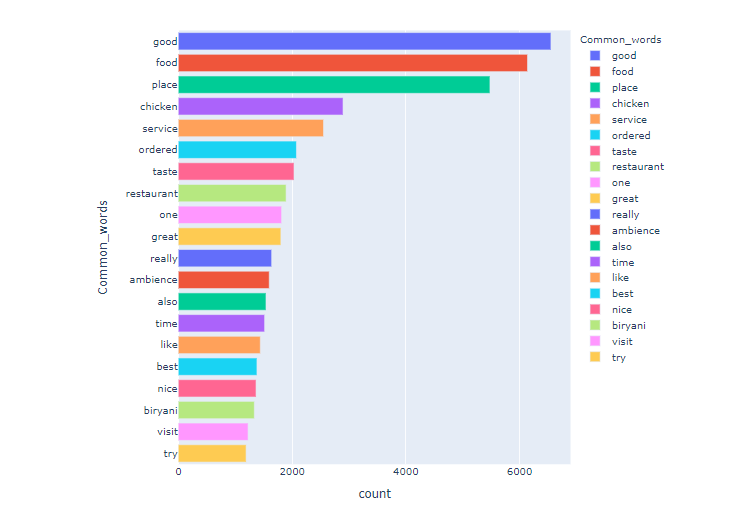 good
food
place
chicken
service
ordered
taste
restaurant
one
great
really
ambience
also
time
like
best
nice
biryani
visit
try
Common_words
0 2000 4000 6000
count
Common_words
good
food
place
chicken
service
ordered
taste
restaurant
one
great
really
ambience
also
time
like
best
nice
biryani
visit
try